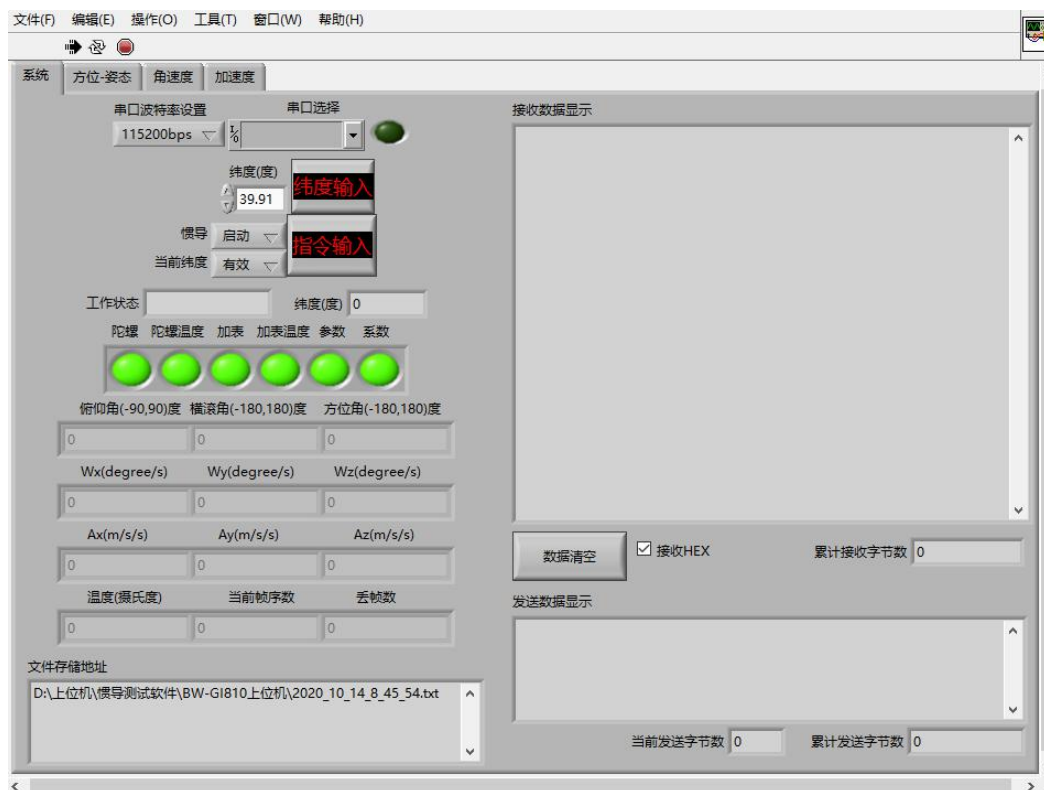 文件(F) 编辑(E) 操作(O) 工具(T) 窗口(W) 帮助(H)
系统 方位-姿态 角速度 加速度
串口波特率设置 串口选择
115200bps
纬度(度)
39.91
纬度输入
惯导 启动
指令输入
当前纬度 有效
工作状态 纬度(度) 0
陀螺 陀螺温度 加表 加表温度 参数 系数
俯仰角(-90,90)度 横滚角(-180,180)度 方位角(-180,180)度
0 0 0
Wx(degree/s) Wy(degree/s) Wz(degree/s)
0 0 0
Ax(m/s/s) Ay(m/s/s) Az(m/s/s)
0 0 0
温度(摄氏度) 当前帧序数 丢帧数
0 0 0
文件存储地址
D:\上位机\惯导测试软件\BW-GI810上位机\2020_10_14_8_45_54.txt
接收数据显示
数据清空 接收HEX 累计接收字节数 0
发送数据显示
当前发送字节数 0 累计发送字节数 0